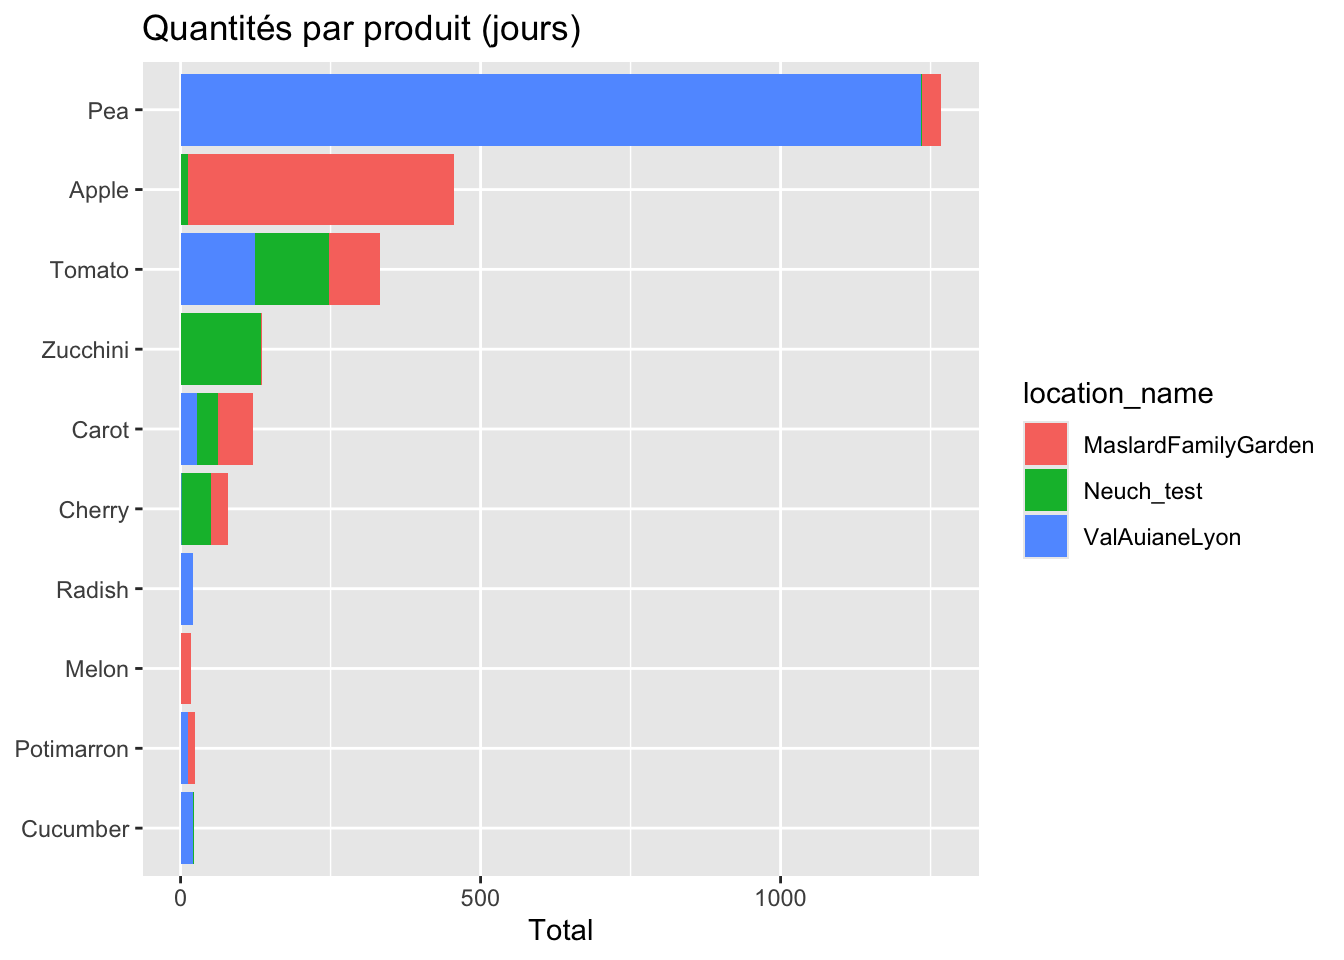 Quantités par produit (jours)
Pea
Apple
Tomato
Zucchini
Carot
Cherry
Radish
Melon
Potimarron
Cucumber
0 500 1000
Total
location_name
MaslardFamilyGarden
Neuch_test
ValAuianeLyon